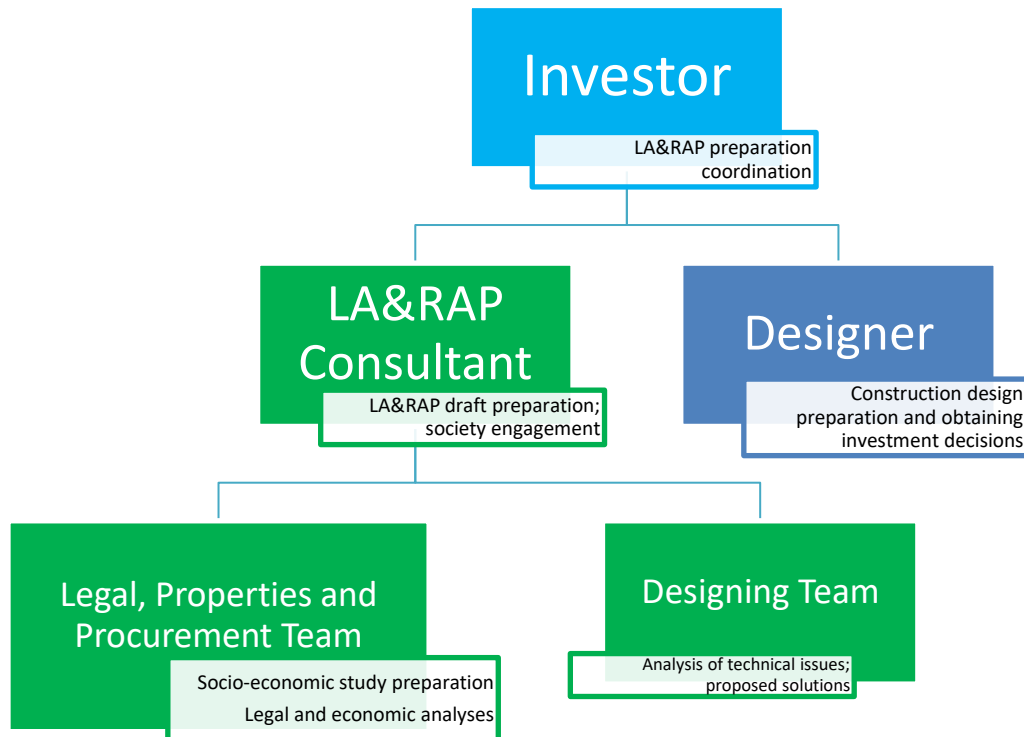 Investor
LA&RAP preparation
coordination
LA&RAP
Consultant
LA&RAP draft preparation;
society engagement
Designer
Construction design
preparation and obtaining
investment decisions
Legal, Properties and
Procurement Team
Socio-economic study preparation
Legal and economic analyses
Designing Team
Analysis of technical issues;
proposed solutions